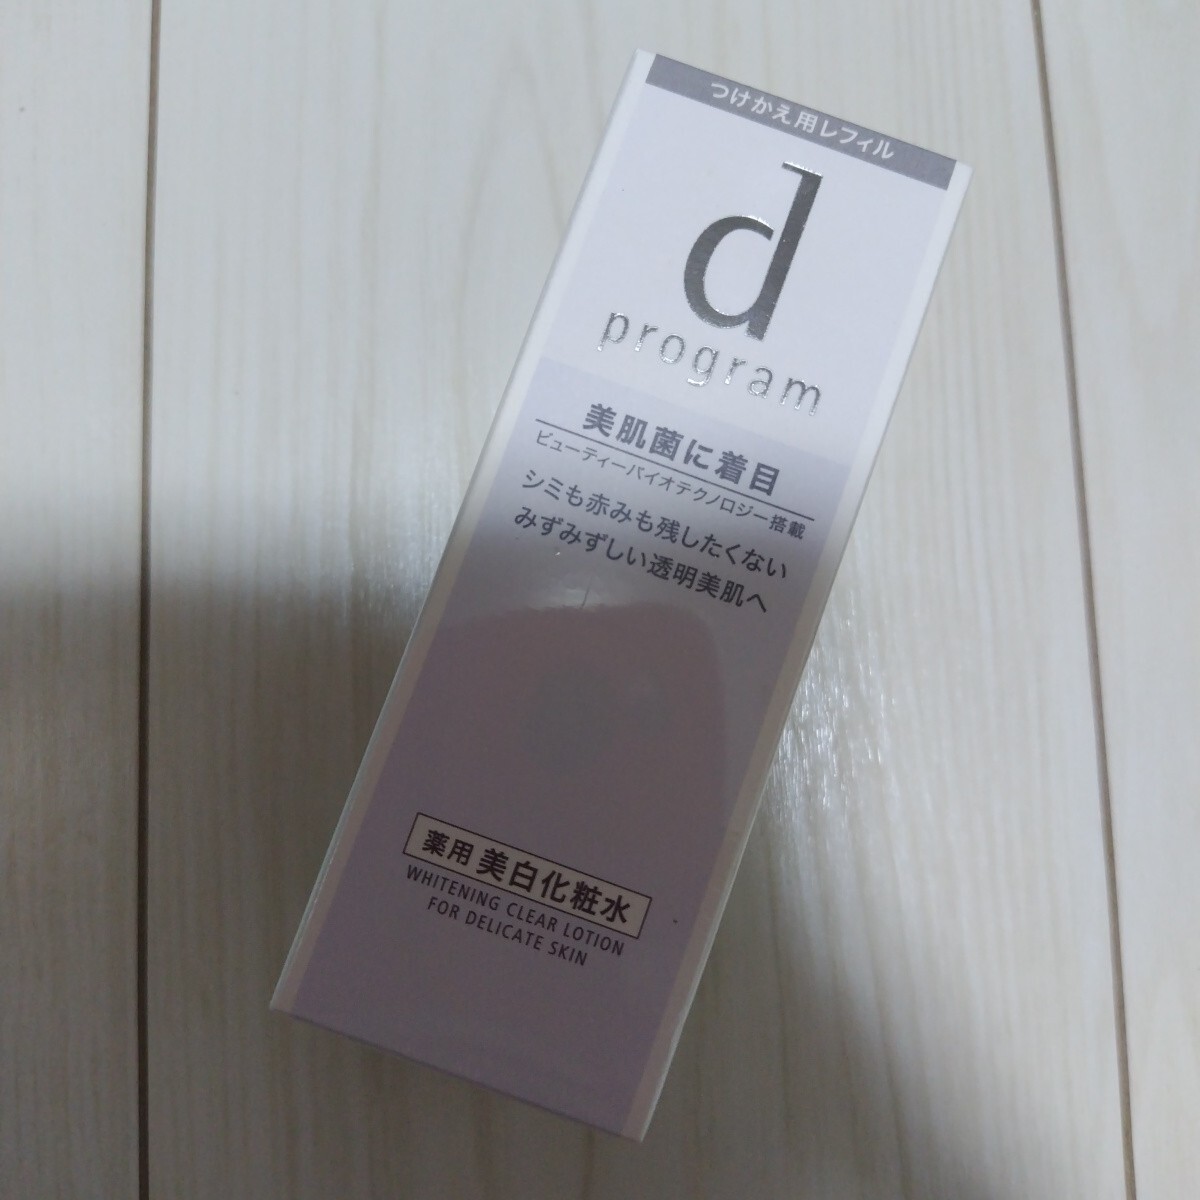 つけかえ用レフィル
d
program
美肌菌に着目
ビューティーバイオテクノロジー搭載
シミも赤みも残したくない
みずみずしい透明美肌へ
薬用 美白化粧水
WHITENING CLEAR LOTION
FOR DELICATE SKIN